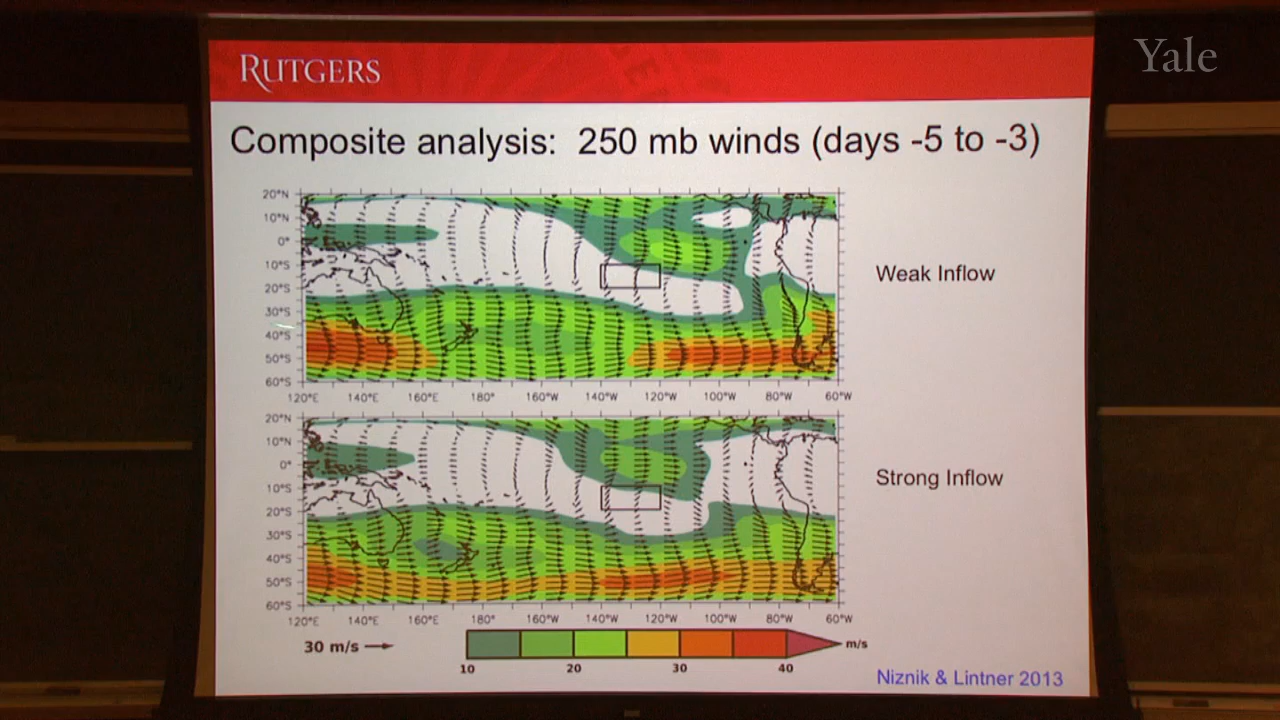 Yale
RUTGERS
Composite analysis: 250 mb winds (days -5 to -3)
20°N
10°N
0°
10°S
20°S
30°S
40°S
50°S
60°S
120°E 140°E 160°E 180° 160°W 140°W 120°W 100°W 80°W 60°W
Weak Inflow
20°N
10°N
0°
10°S
20°S
30°S
40°S
50°S
60°S
120°E 140°E 160°E 180° 160°W 140°W 120°W 100°W 80°W 60°W
Strong Inflow
30 m/s
m/s
10 20 30 40
Niznik & Lintner 2013